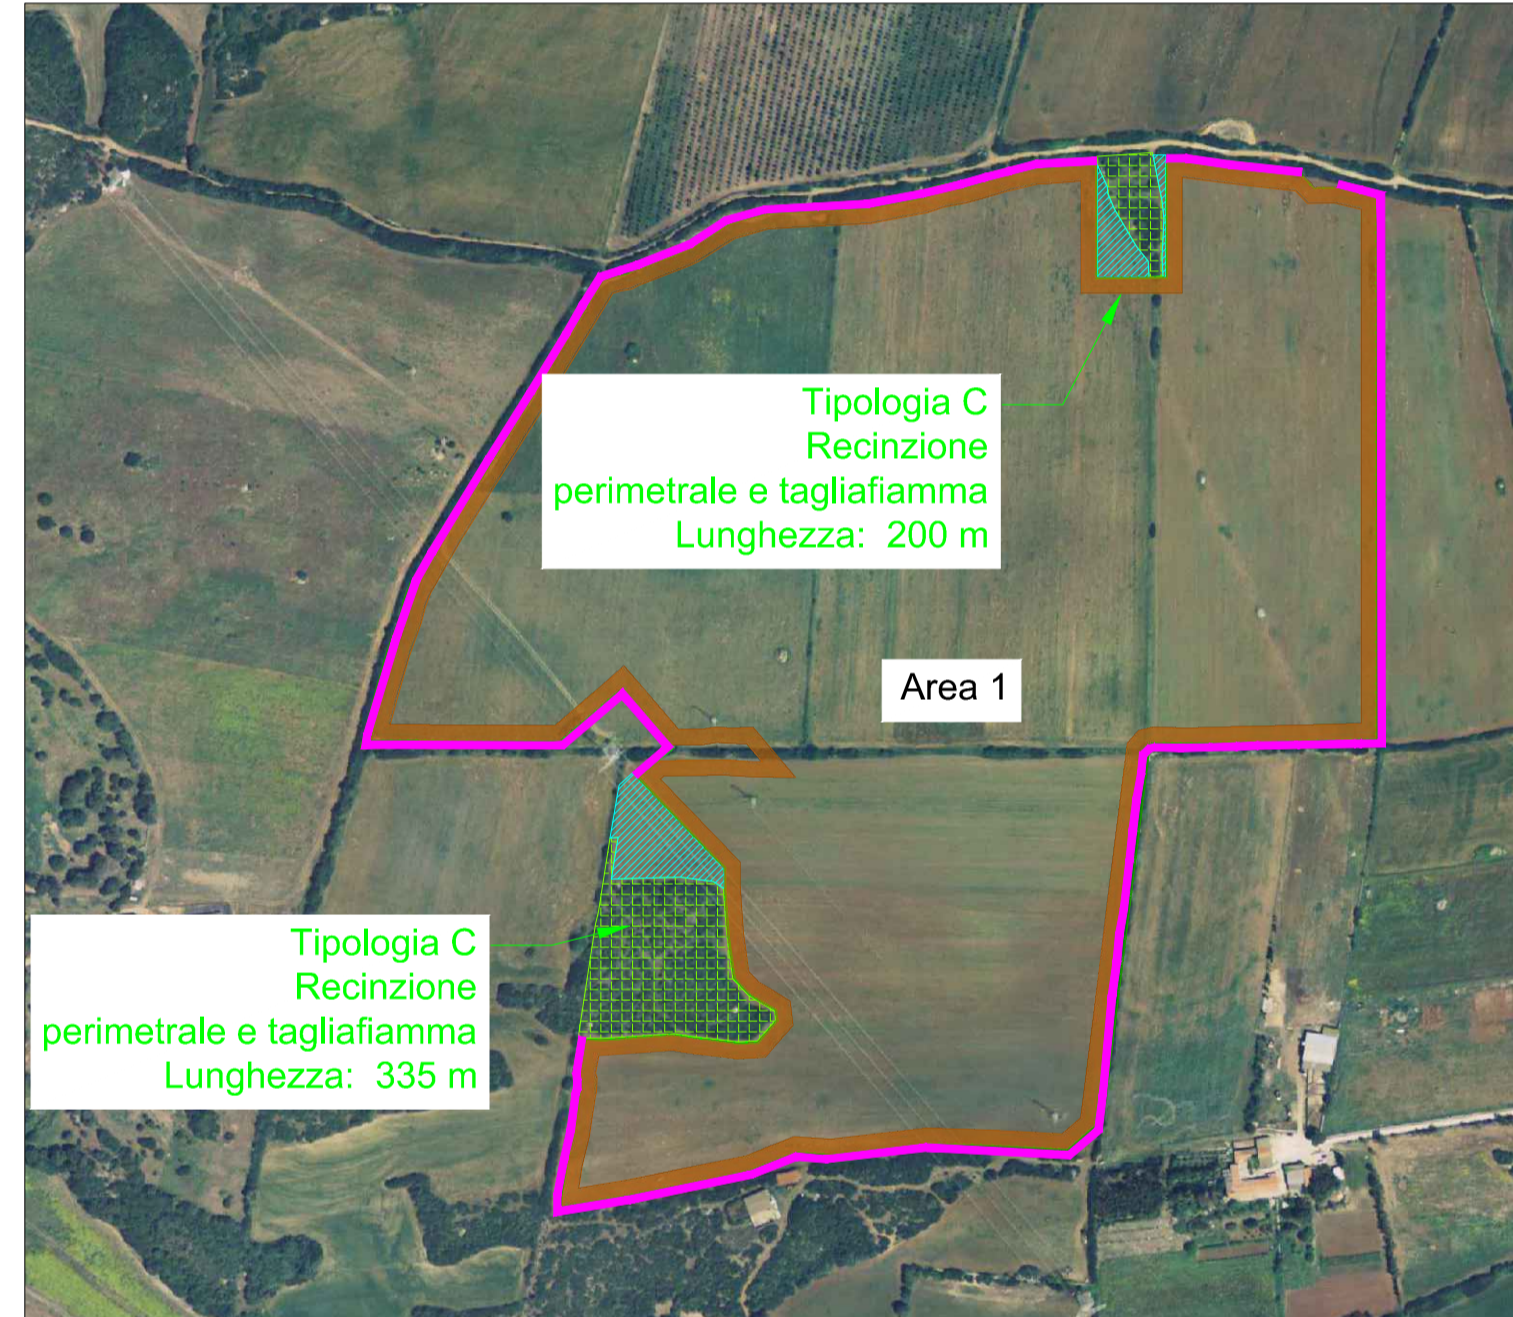 Tipologia C
Recinzione
perimetrale e tagliafiamma
Lunghezza: 200 m
Area 1
Tipologia C
Recinzione
perimetrale e tagliafiamma
Lunghezza: 335 m